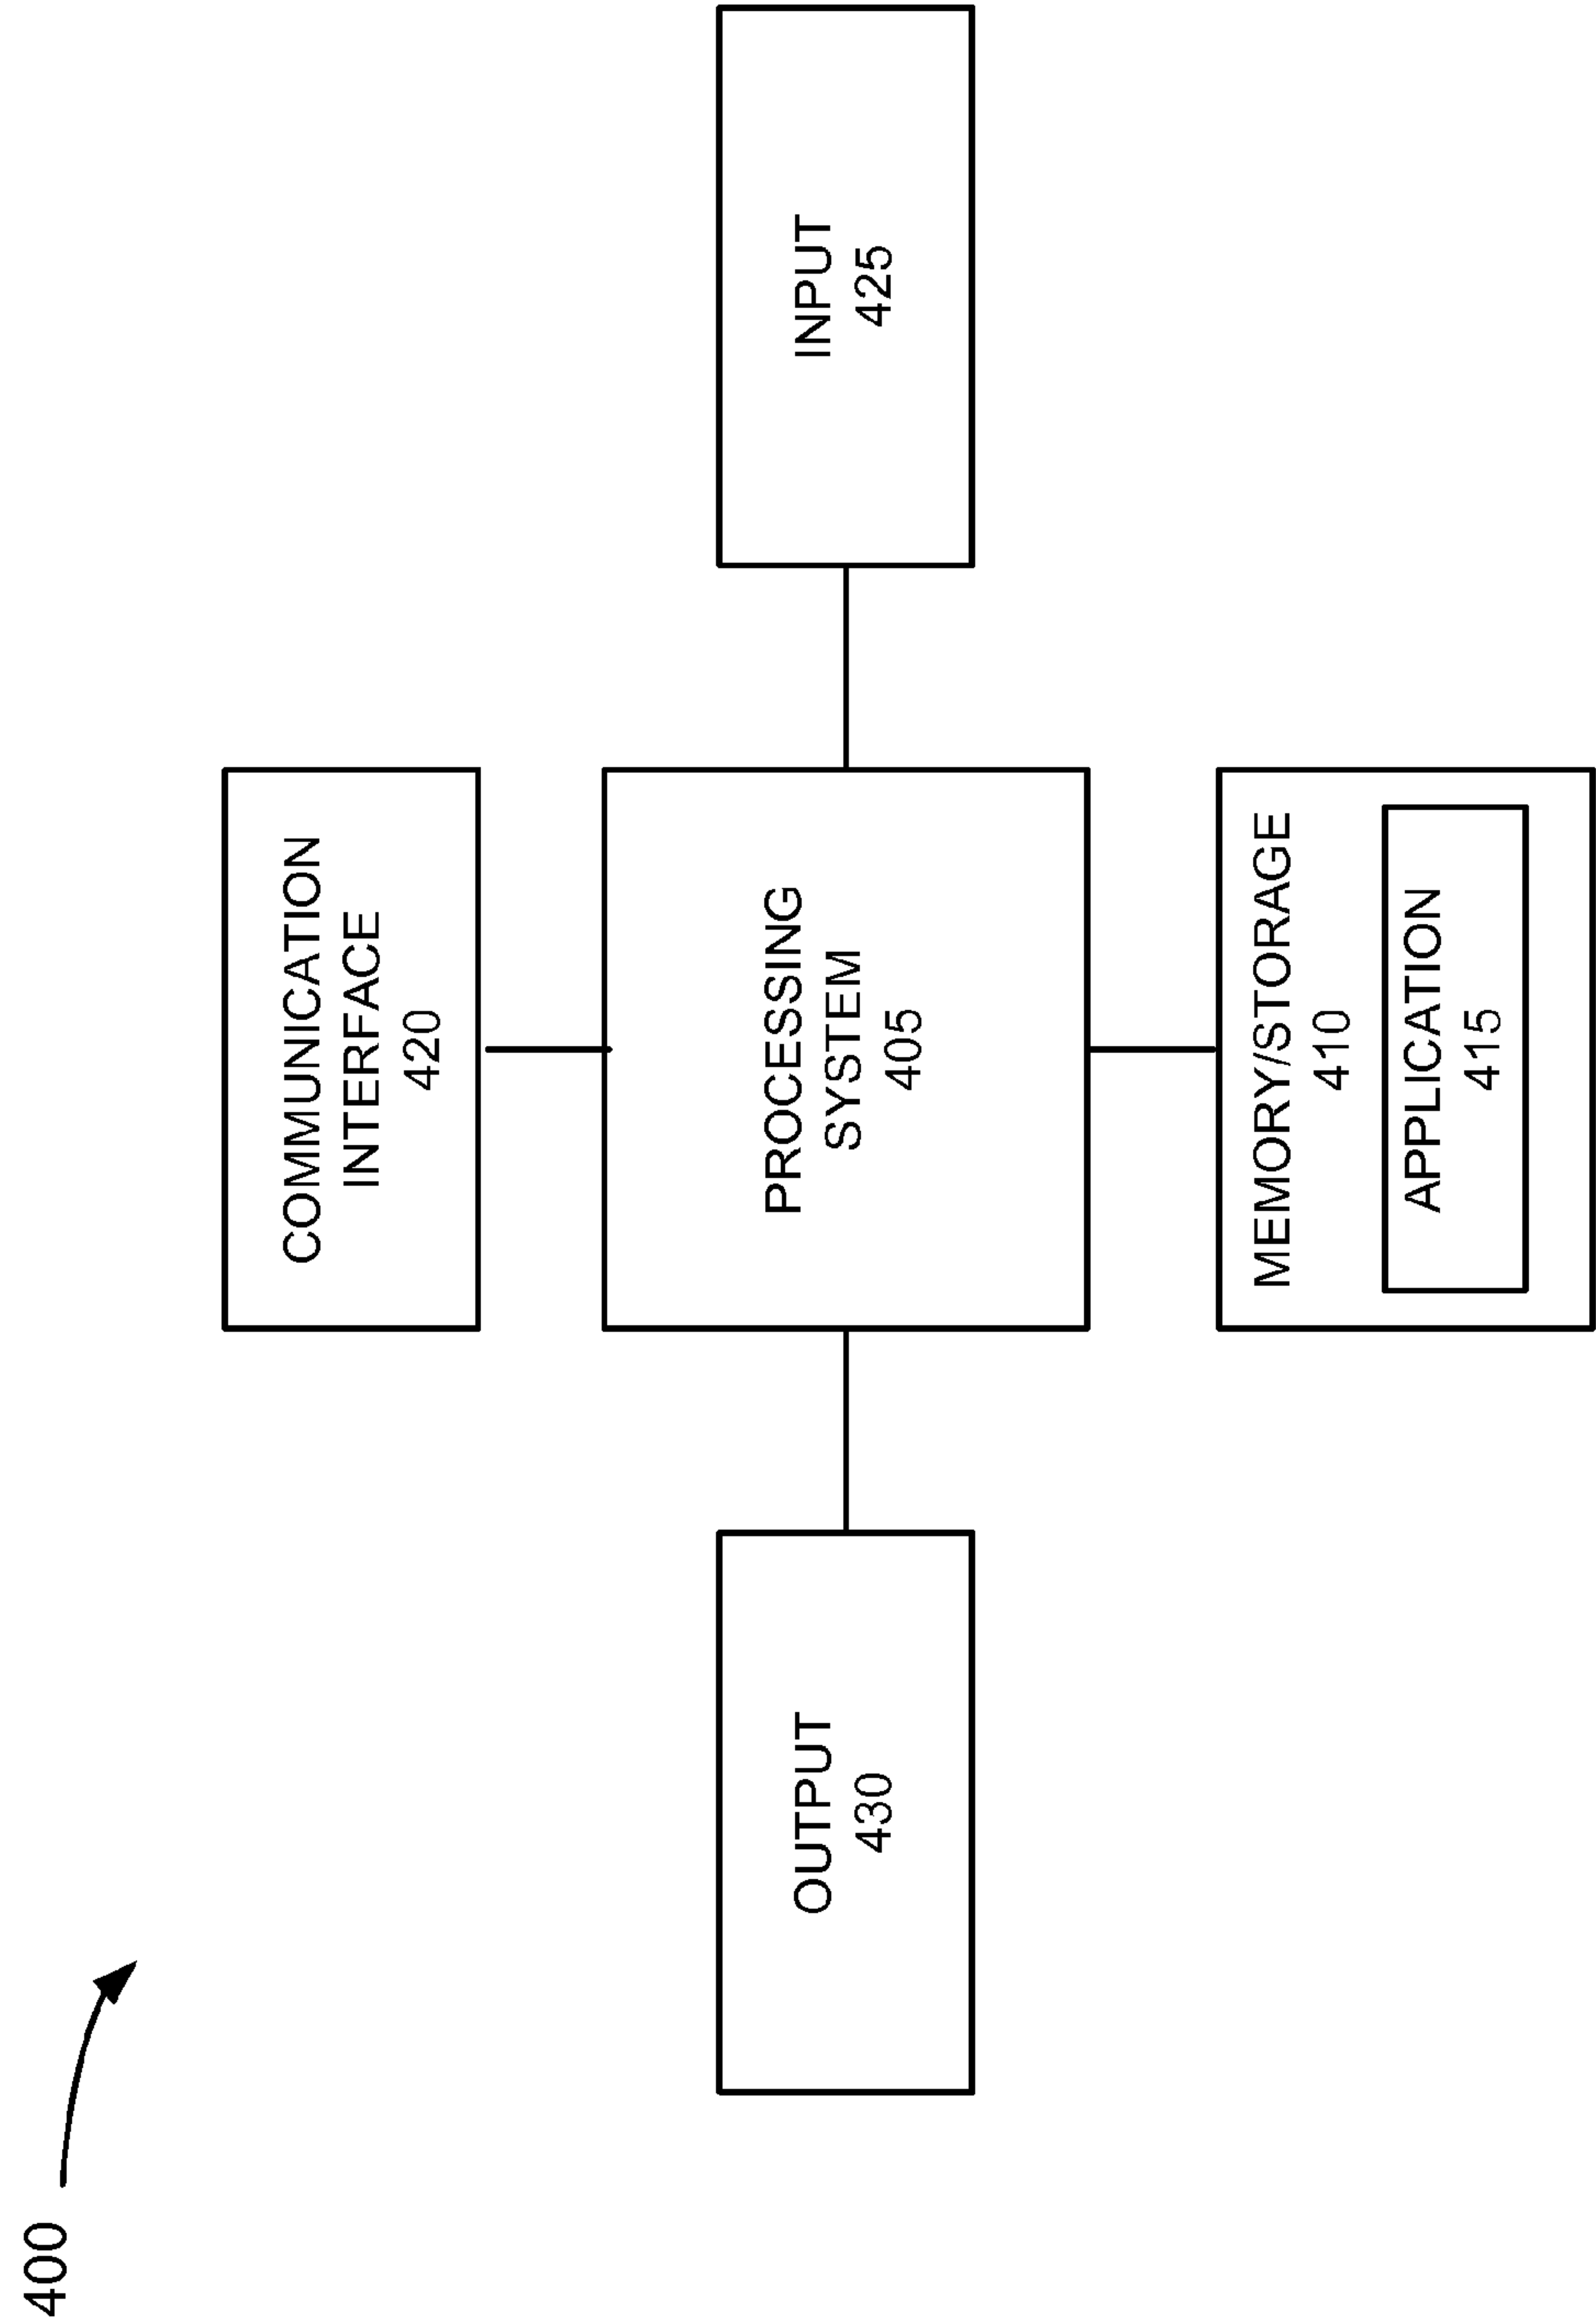 400
COMMUNICATION
INTERFACE
420
OUTPUT
430
PROCESSING
SYSTEM
405
INPUT
425
MEMORY/STORAGE
410
APPLICATION
415